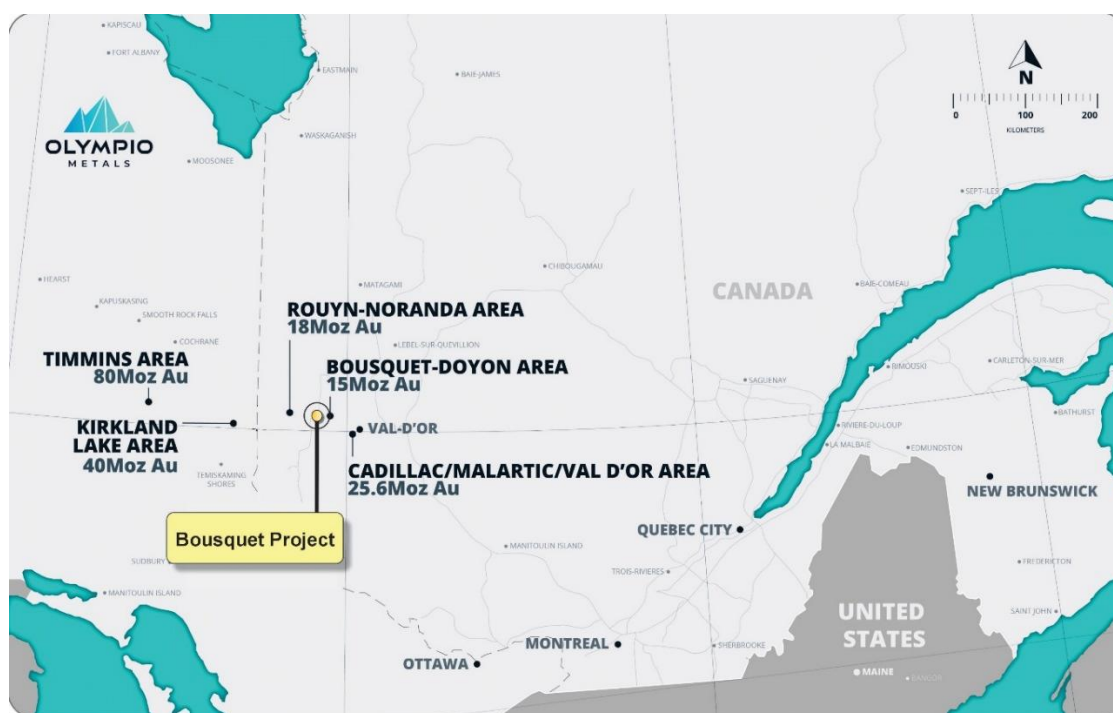 KAPISCAU
FORT ALBANY
EASTMAIN
BAIE-JAMES
N
0 100 200
KILOMETERS
OLYMPIO
METALS
WASKAGANISH
MOOSONEE
SEPT-ILES
HEARST
MATAGAMI
CHIBOUGAMAU
CANADA
BAIE-COMEAU
KAPUSKASING
SMOOTH ROCK FALLS
COCHRANE
ROUYN-NORANDA AREA
18Moz Au
LEBEL-SUR-QUEVILLION
TIMMINS AREA
80Moz Au
BOUSQUET-DOYON AREA
15Moz Au
CARLETON-SUR-MER
RIMOUSKI
SAGUENAY
BATHURST
KIRKLAND
LAKE AREA
40Moz Au
VAL-D'OR
RIVIERE-DU-LOUP
LA MALBAIE
EDMUNDSTON
TEMISKAMING
SHORES
CADILLAC/MALARTIC/VAL D'OR AREA
25.6Moz Au
NEW BRUNSWICK
Bousquet Project
QUEBEC CITY
MANITOULIN ISLAND
SUDBURY
TROIS-RIVIERES
FREDERICTON
MANITOULIN ISLAND
UNITED
STATES
SAINT JOHN
MONTREAL
SHERBROOKE
OTTAWA
MAINE
BANGOR